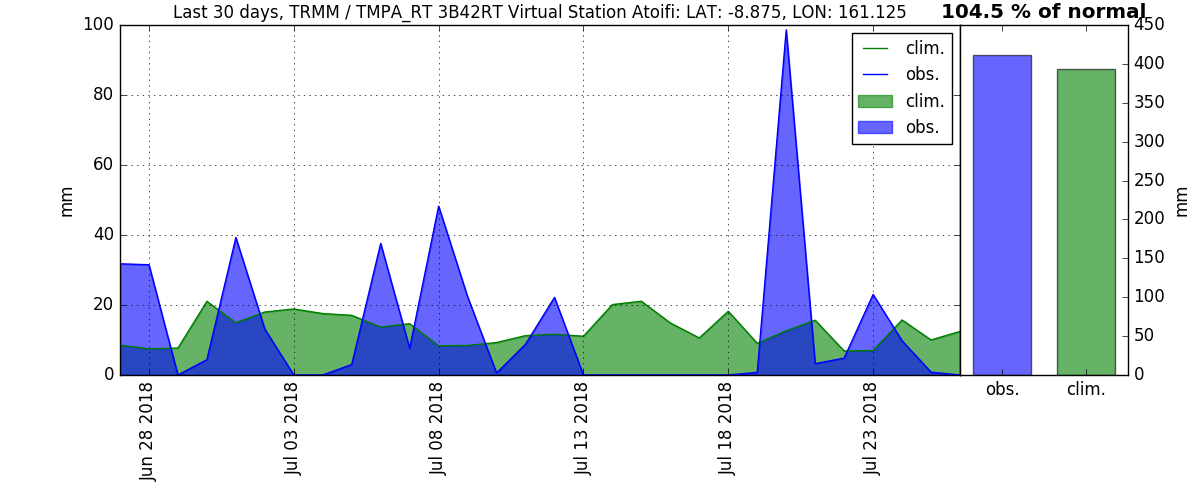 Last 30 days, TRMM / TMPA_RT 3B42RT Virtual Station Atoifi: LAT: -8.875, LON: 161.125
104.5 % of normal
100
80
60
40
20
0
mm
clim.
obs.
clim.
obs.
Jun 28 2018
Jul 03 2018
Jul 08 2018
Jul 13 2018
Jul 18 2018
Jul 23 2018
450
400
350
300
250
200
150
100
50
0
mm
obs.
clim.